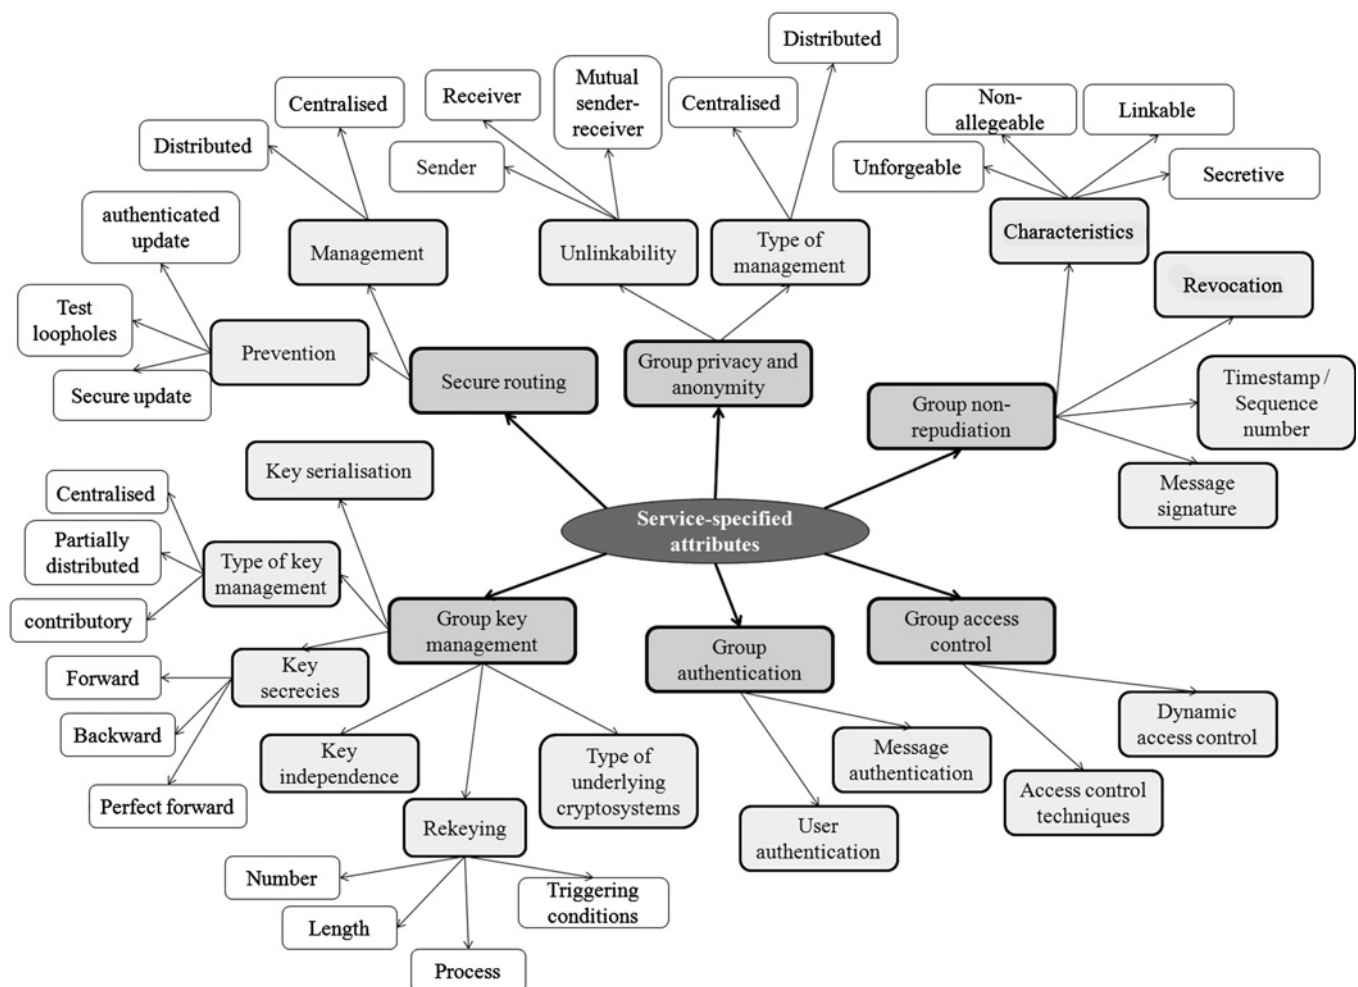 Distributed
Centralised
Receiver
Mutual
sender-
receiver
Centralised
Non-
allegeable
Linkable
Distributed
Sender
Unforgeable
Secretive
authenticated
update
Management
Unlinkability
Type of
management
Characteristics
Revocation
Test
loopholes
Prevention
Secure update
Secure routing
Group privacy and
anonymity
Group non-
repudiation
Timestamp /
Sequence
number
Key serialisation
Message
signature
Centralised
Partially
distributed
contributory
Type of key
management
Service-specified
attributes
Group key
management
Group
authentication
Group access
control
Forward
Backward
Perfect forward
Key
secrecies
Key
independence
Type of
underlying
cryptosystems
Message
authentication
Dynamic
access control
Access control
techniques
Rekeying
User
authentication
Number
Length
Process
Triggering
conditions